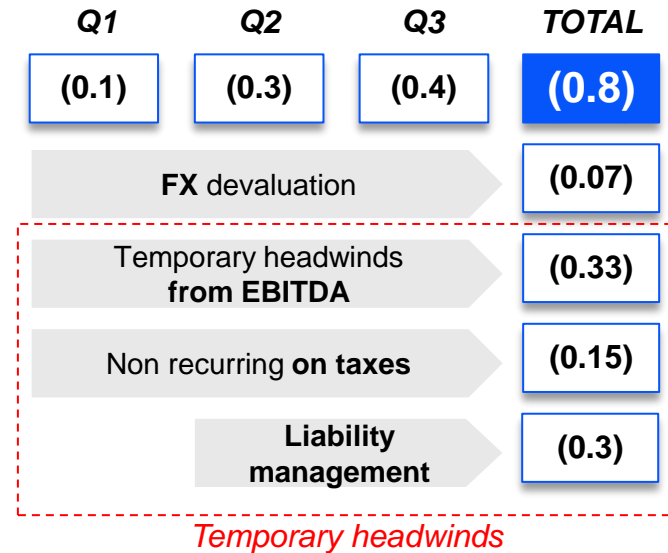 Q1 Q2 Q3 TOTAL
(0.1) (0.3) (0.4) (0.8)
FX devaluation (0.07)
Temporary headwinds
from EBITDA (0.33)
Non recurring on taxes (0.15)
Liability
management (0.3)
Temporary headwinds